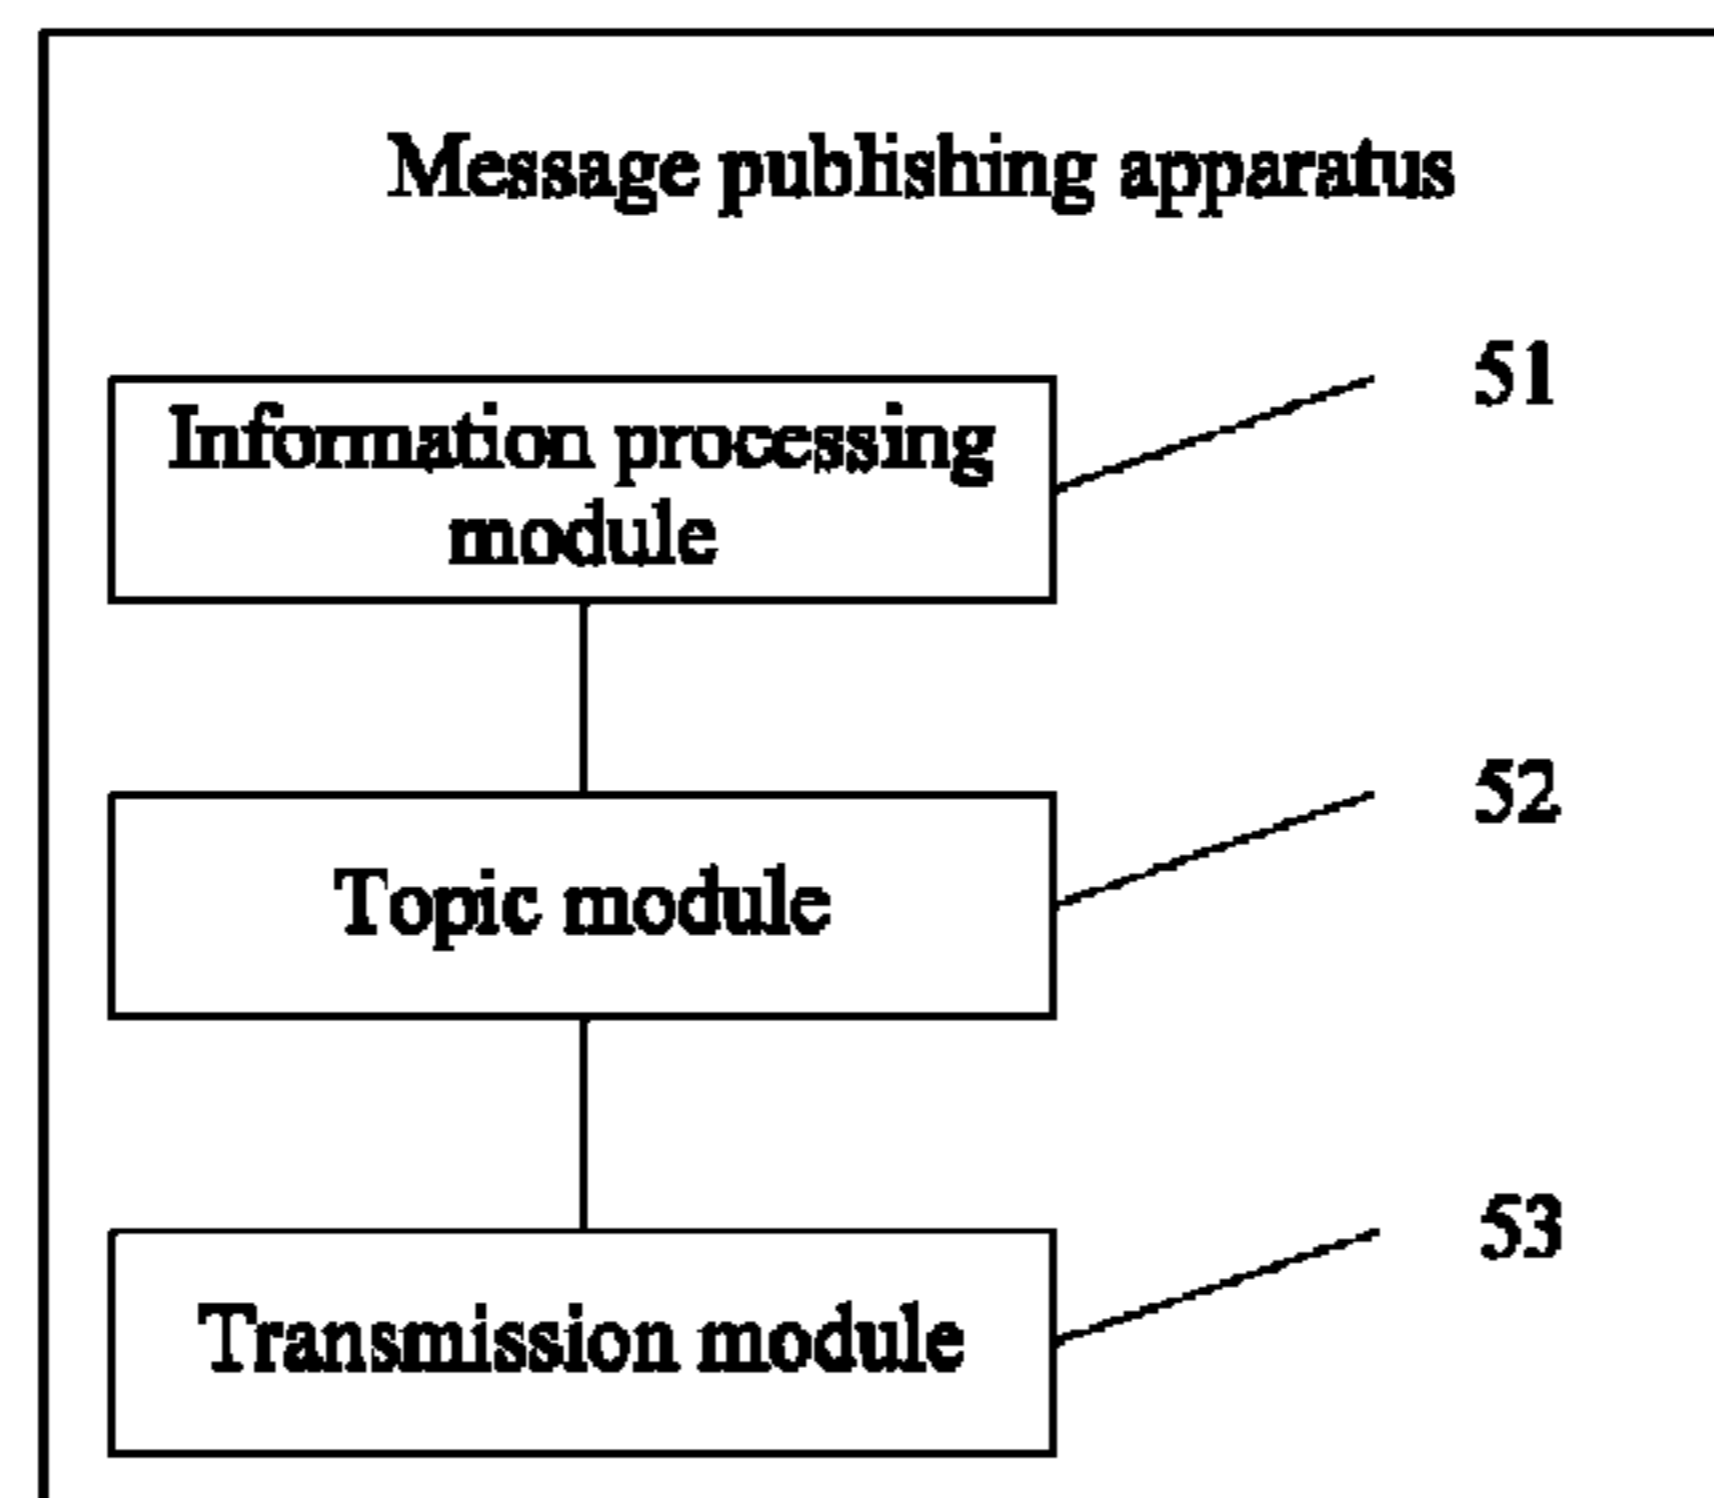 Message publishing apparatus
51
Information processing
module
52
Topic module
53
Transmission module